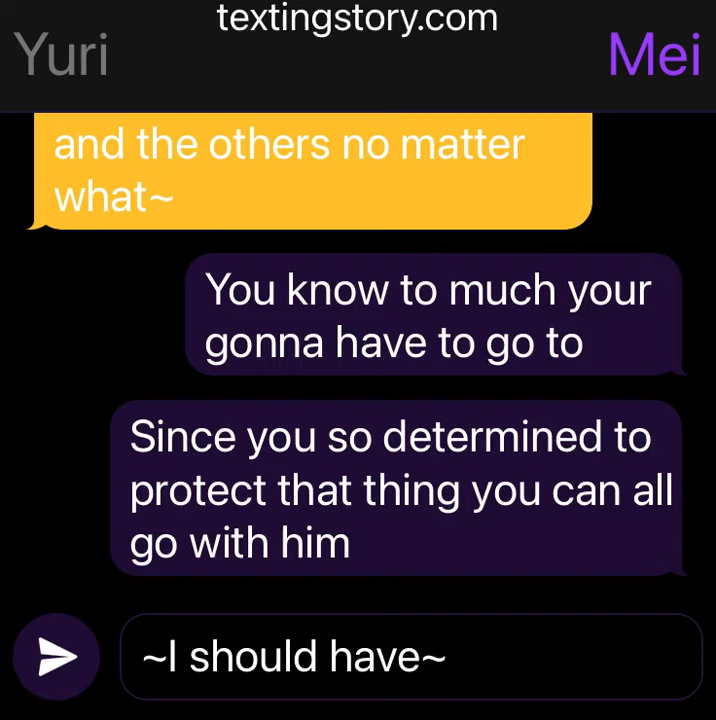 textingstory.com
Yuri
Mei
and the others no matter
what~
You know to much your
gonna have to go to
Since you so determined to
protect that thing you can all
go with him
~I should have~